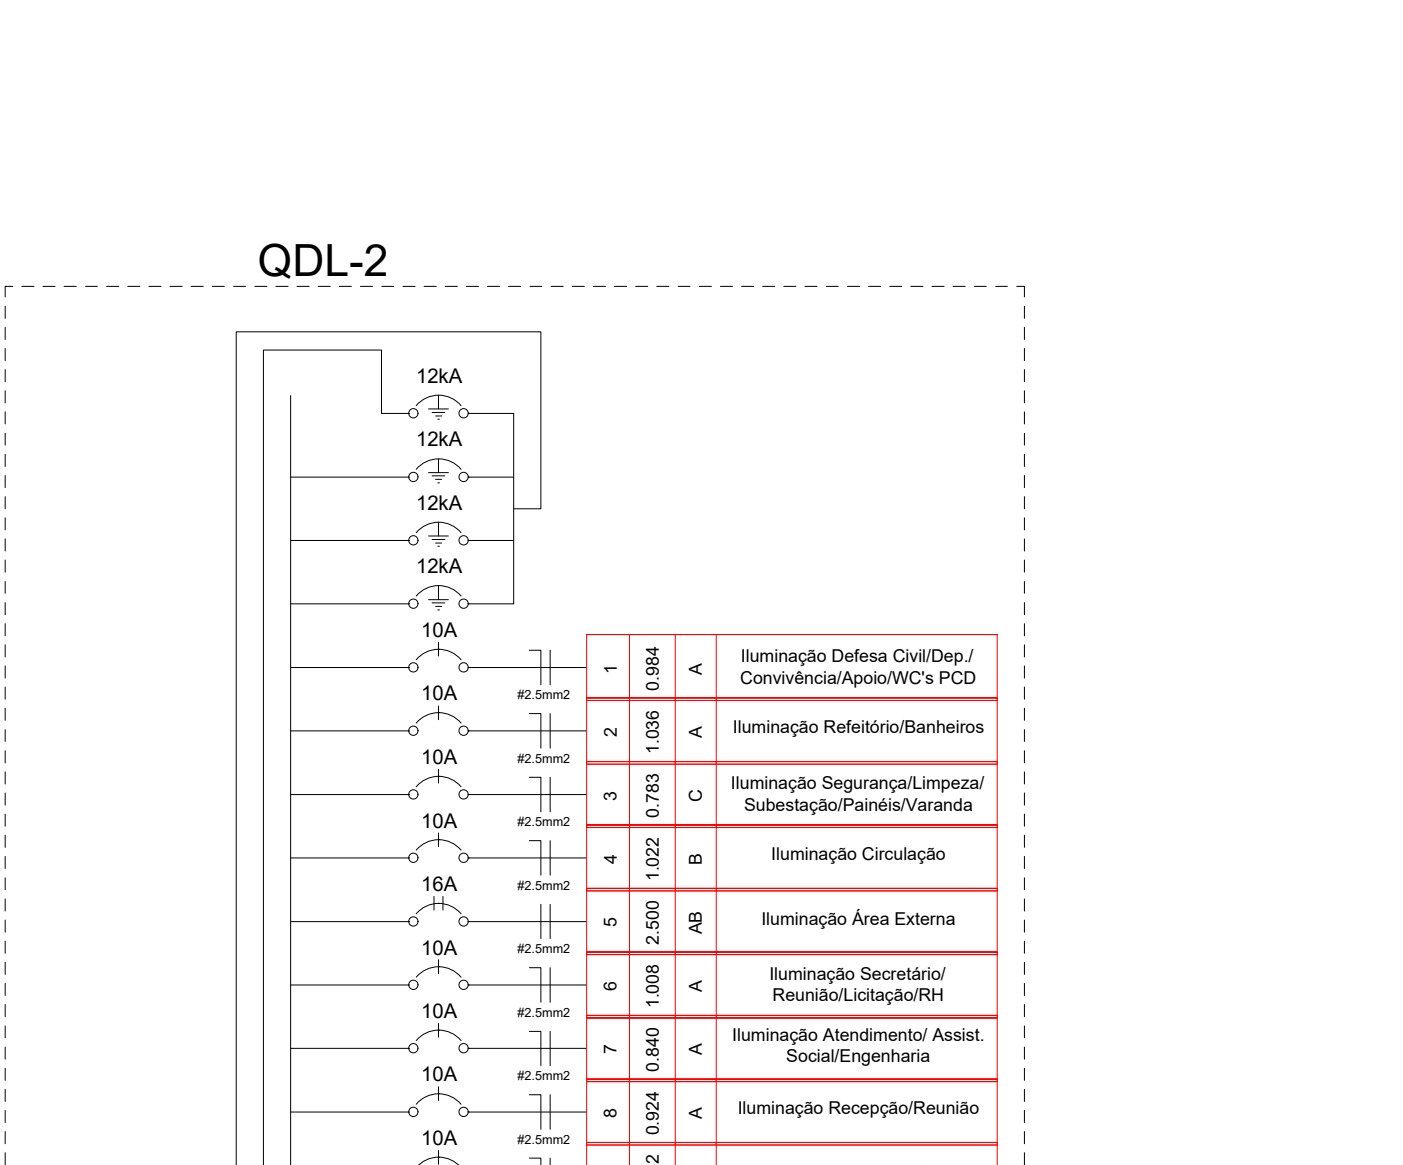 QDL-2
12kA
12kA
12kA
12kA
10A
#2.5mm2
1
0.984
A
Iluminação Defesa Civil/Dep./
Convivência/Apoio/WC's PCD
10A
#2.5mm2
2
1.036
A
Iluminação Refeitório/Banheiros
10A
#2.5mm2
3
0.783
C
Iluminação Segurança/Limpeza/
Subestação/Painéis/Varanda
10A
#2.5mm2
4
1.022
B
Iluminação Circulação
16A
#2.5mm2
5
2.500
AB
Iluminação Área Externa
10A
#2.5mm2
6
1.008
A
Iluminação Secretário/
Reunião/Licitação/RH
10A
#2.5mm2
7
0.840
A
Iluminação Atendimento/ Assist.
Social/Engenharia
10A
#2.5mm2
8
0.924
A
Iluminação Recepção/Reunião
10A